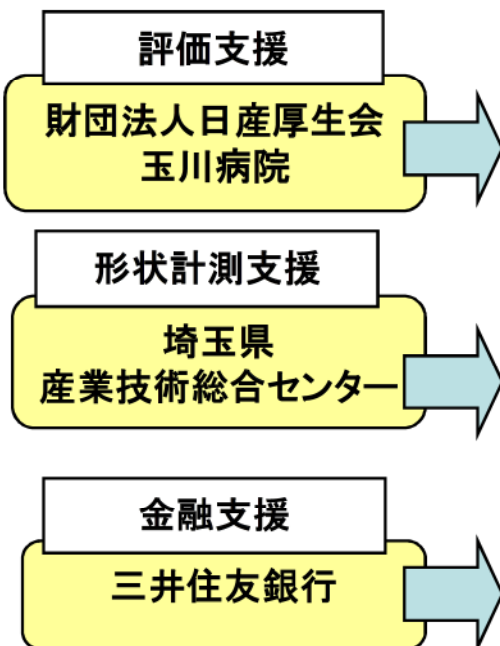 評価支援
財団法人日産厚生会
玉川病院
形状計測支援
埼玉県
産業技術総合センター
金融支援
三井住友銀行